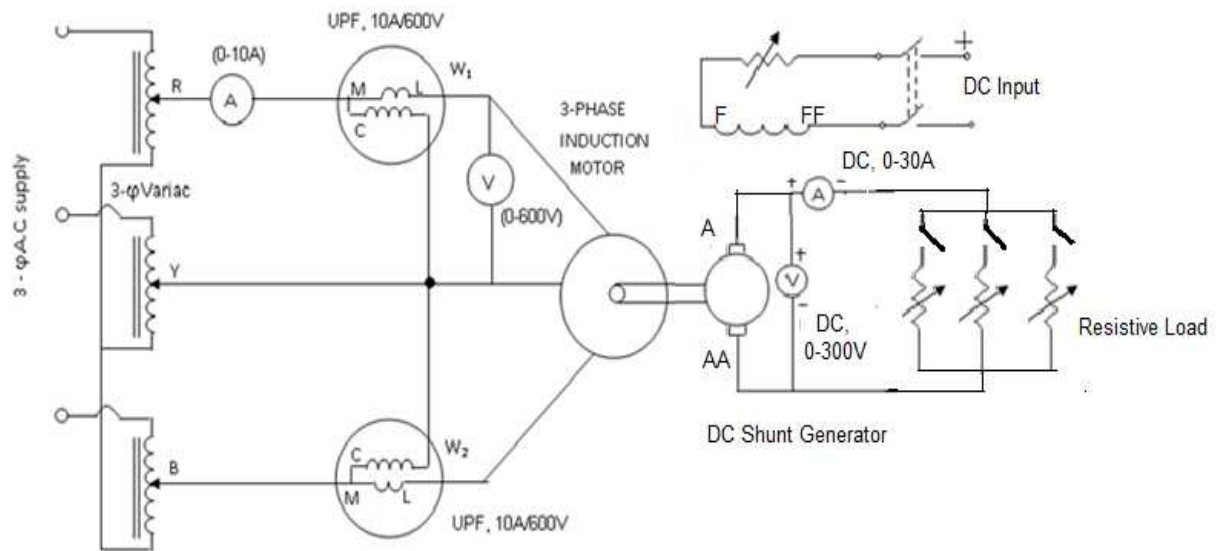 UPF, 10A/600V
(0-10A)
W₁
R
A
M
L
C
3-PHASE
INDUCTION
MOTOR
+
DC Input
F
FF
DC, 0-30A
3 - φA.C supply
3-φVariac
V
(0-600V)
+
A
-
A
Y
+
V
-
DC,
0-300V
Resistive Load
AA
DC Shunt Generator
C
W₂
B
M
L
UPF, 10A/600V